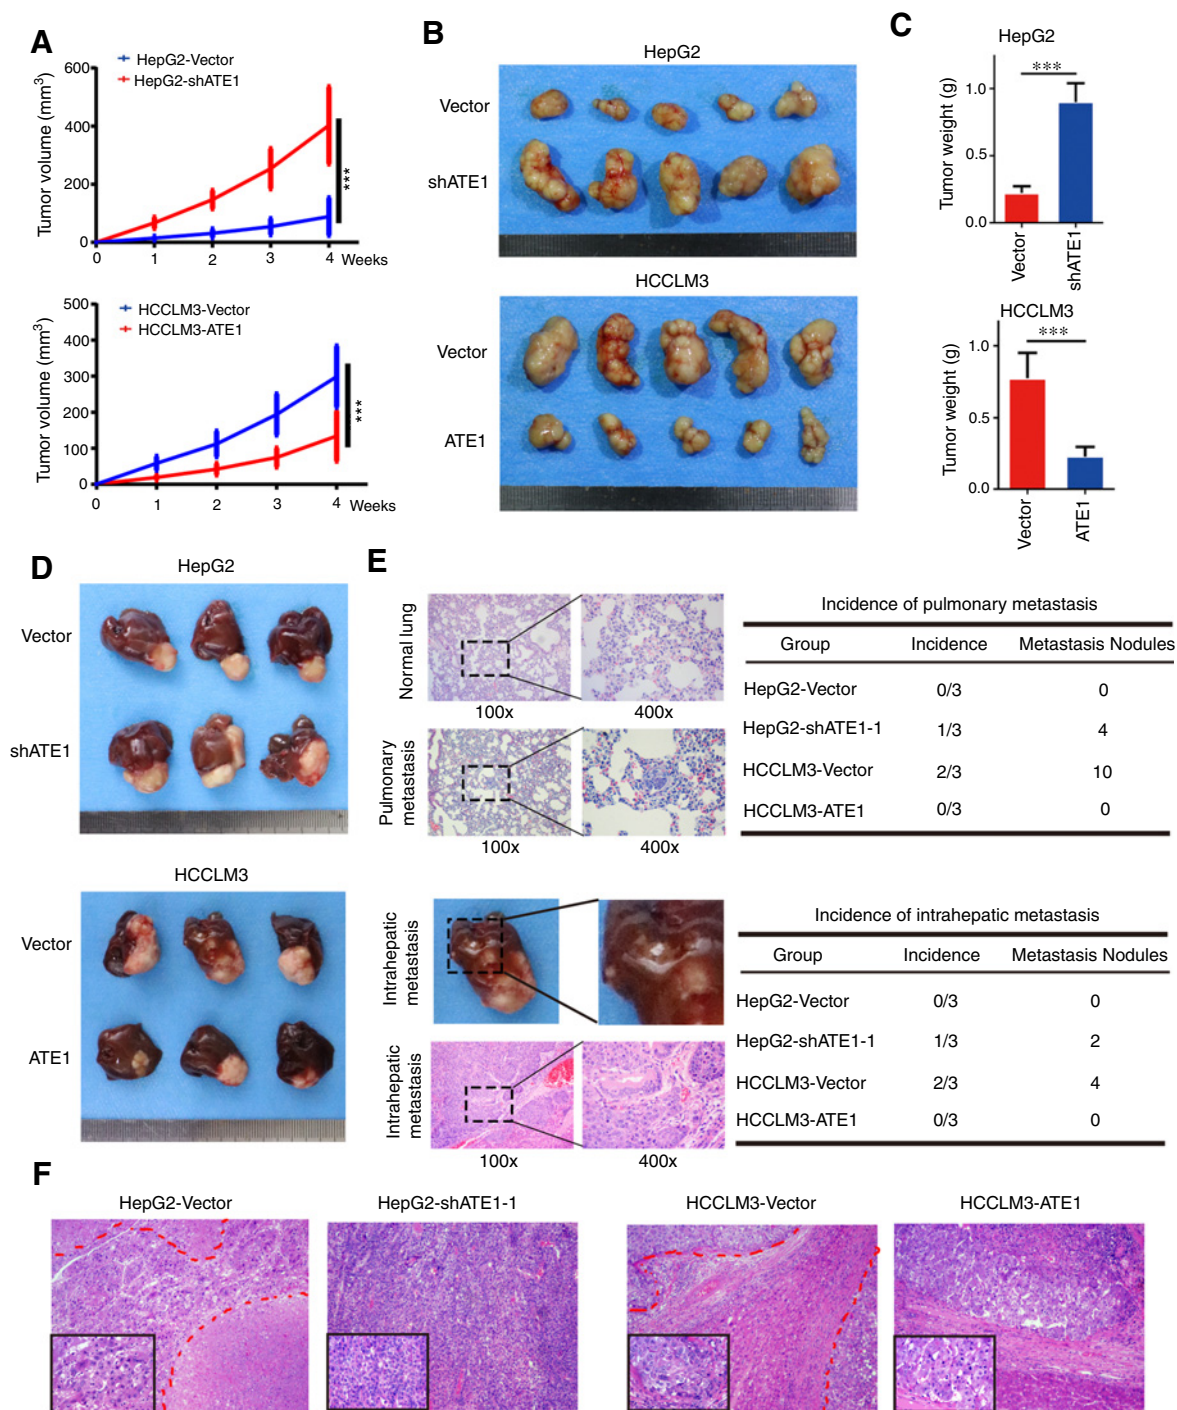 A
HepG2-Vector
HepG2-shATE1
Tumor volume (mm³)
600
400
200
0
0 1 2 3 4 Weeks
***
HCCLM3-Vector
HCCLM3-ATE1
Tumor volume (mm³)
500
400
300
200
100
0
0 1 2 3 4 Weeks
***
B
HepG2
Vector
shATE1
HCCLM3
Vector
ATE1
C
HepG2
***
Tumor weight (g)
1.0
0.5
0.0
Vector
shATE1
HCCLM3
***
Tumor weight (g)
1.0
0.5
0.0
Vector
ATE1
D
HepG2
Vector
shATE1
HCCLM3
Vector
ATE1
E
Normal lung
100x 400x
Pulmonary
metastasis
100x 400x
Incidence of pulmonary metastasis
Group Incidence Metastasis Nodules
HepG2-Vector 0/3 0
HepG2-shATE1-1 1/3 4
HCCLM3-Vector 2/3 10
HCCLM3-ATE1 0/3 0
Intrahepatic
metastasis
Intrahepatic
metastasis
100x 400x
Incidence of intrahepatic metastasis
Group Incidence Metastasis Nodules
HepG2-Vector 0/3 0
HepG2-shATE1-1 1/3 2
HCCLM3-Vector 2/3 4
HCCLM3-ATE1 0/3 0
F
HepG2-Vector
HepG2-shATE1-1
HCCLM3-Vector
HCCLM3-ATE1